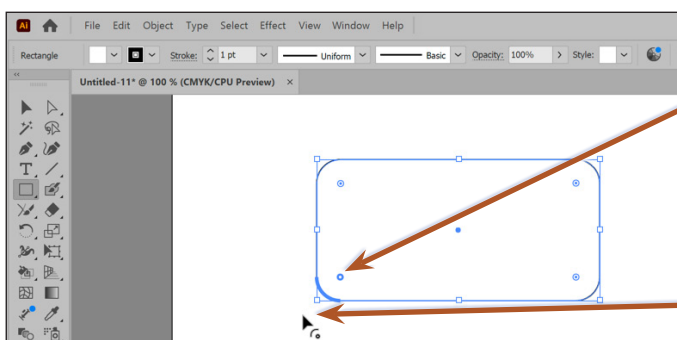 Ai File Edit Object Type Select Effect View Window Help
Rectangle Stroke: 1 pt Uniform Basic Opacity: 100% Style:
Untitled-11* @ 100 % (CMYK/CPU Preview) ×